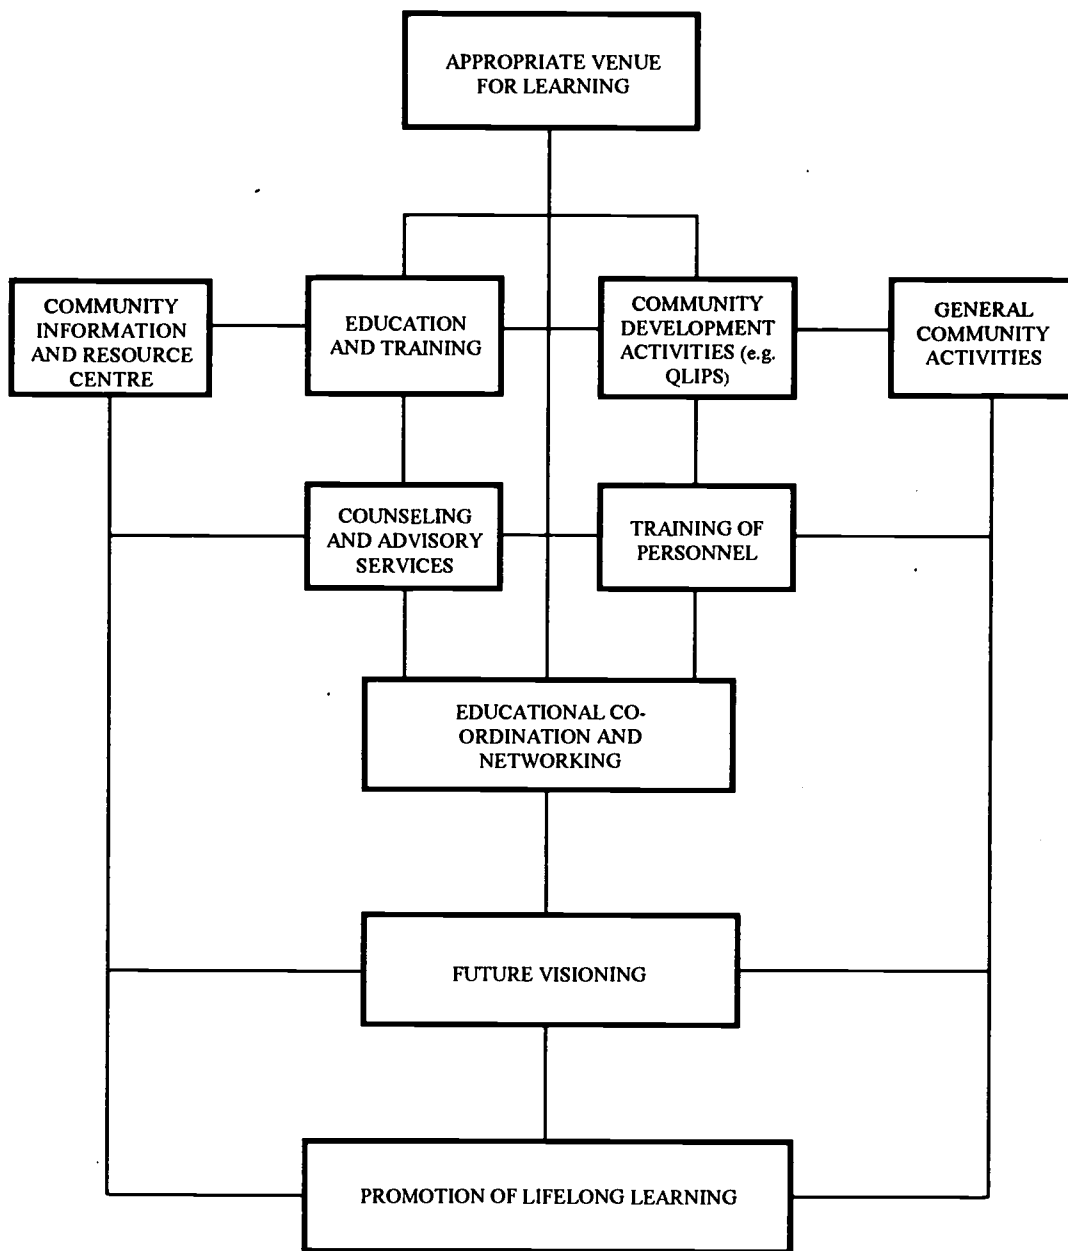 APPROPRIATE VENUE
FOR LEARNING
COMMUNITY
INFORMATION
AND RESOURCE
CENTRE
EDUCATION
AND TRAINING
COMMUNITY
DEVELOPMENT
ACTIVITIES (e.g.
QLIPS)
GENERAL
COMMUNITY
ACTIVITIES
COUNSELING
AND ADVISORY
SERVICES
TRAINING OF
PERSONNEL
EDUCATIONAL CO-
ORDINATION AND
NETWORKING
FUTURE VISIONING
PROMOTION OF LIFELONG LEARNING